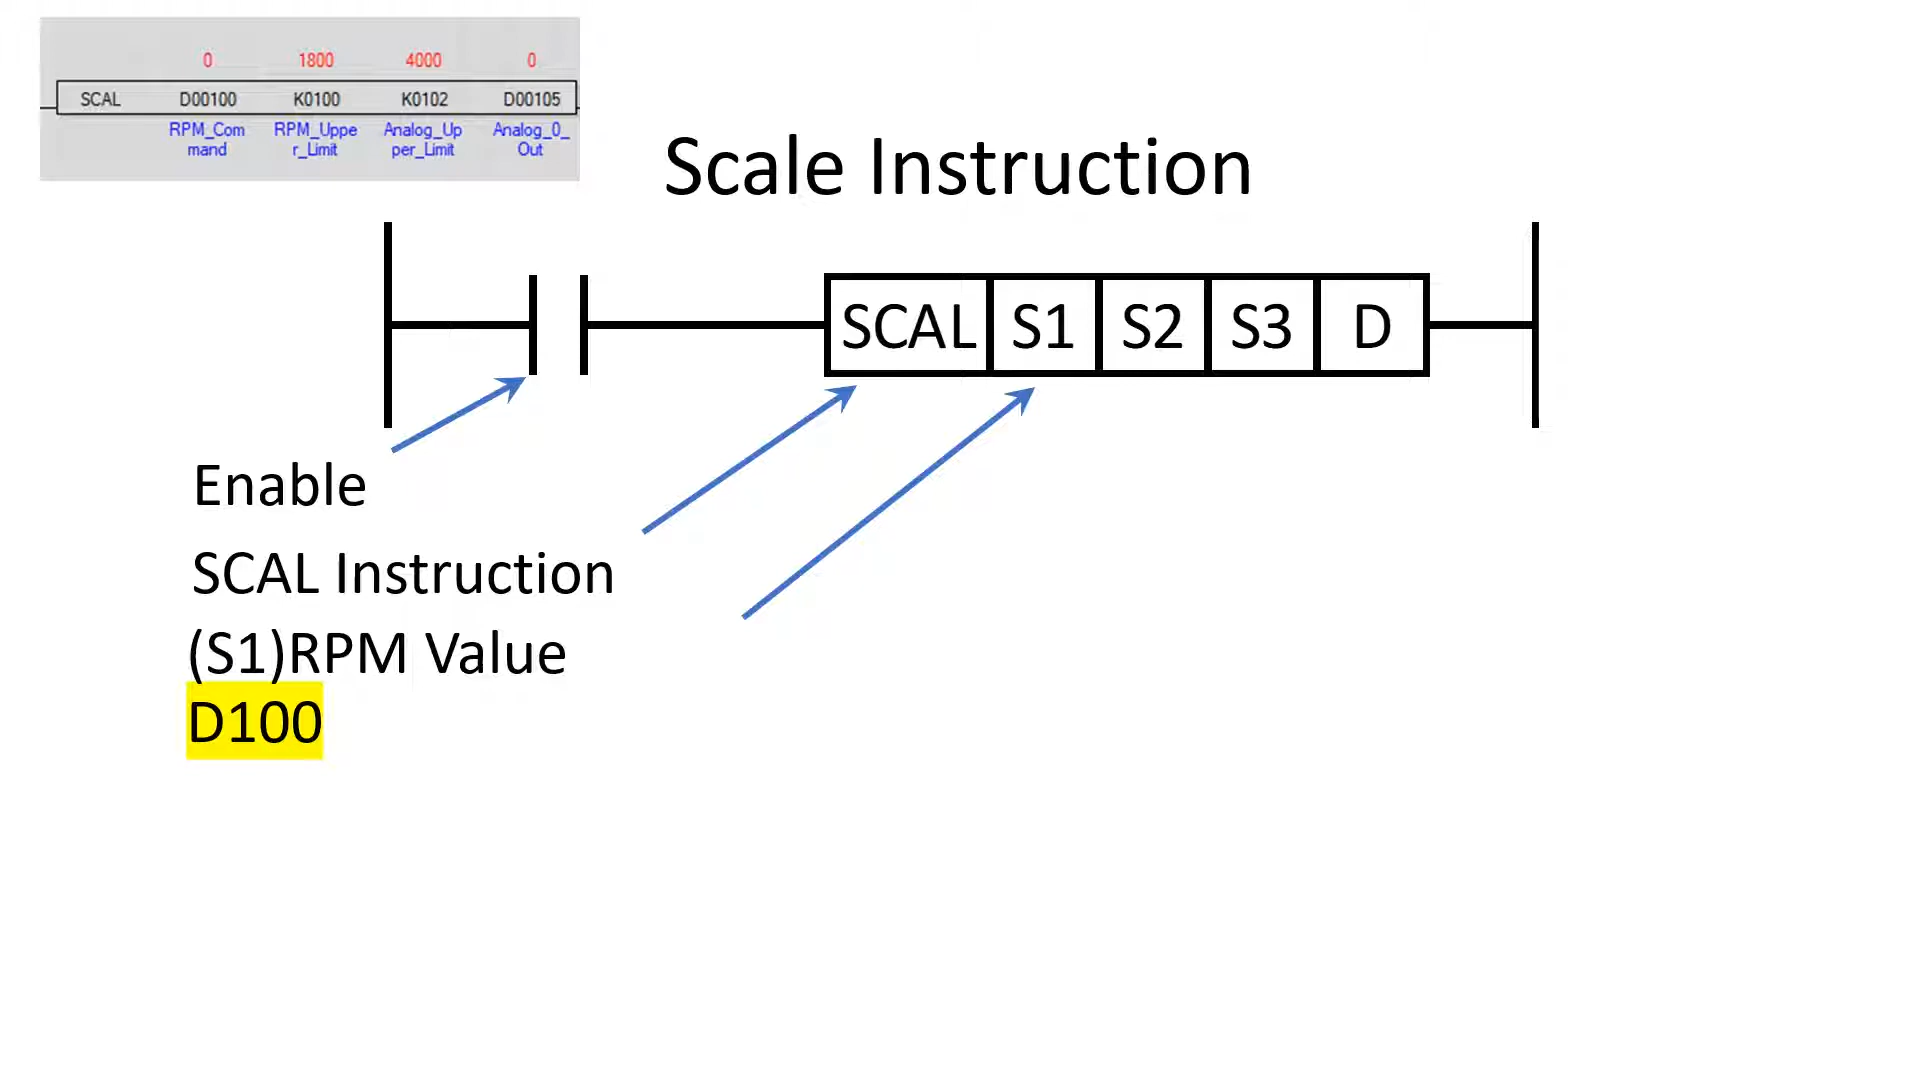 0 1800 4000 0
SCAL D00100 K0100 K0102 D00105
RPM_Com RPM_Uppe Analog_Up Analog_0_
mand r_Limit per_Limit Out
Scale Instruction
SCAL S1 S2 S3 D
Enable
SCAL Instruction
(S1)RPM Value
D100